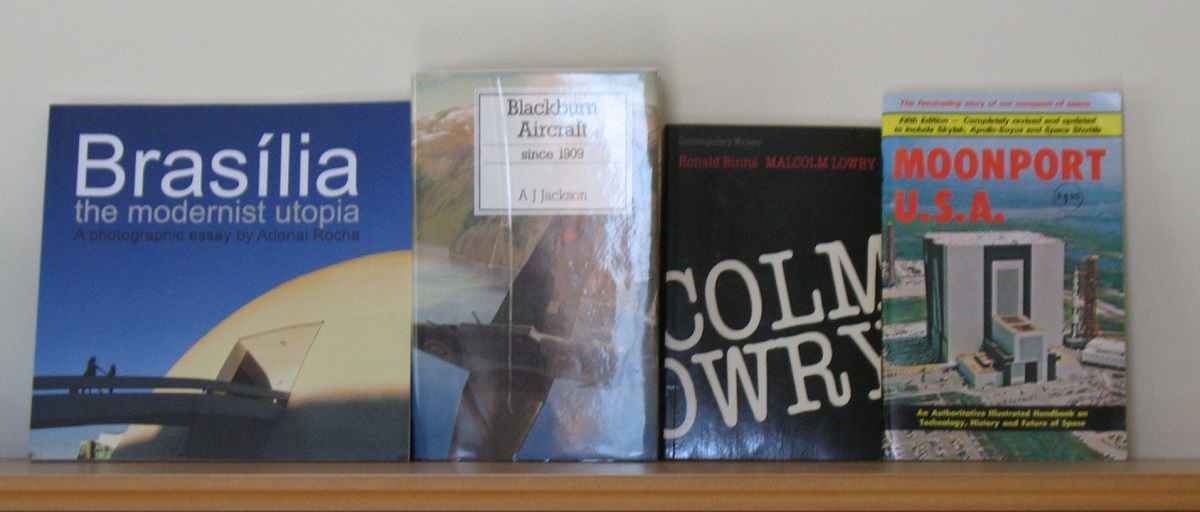 Brasília
the modernist utopia
A photographic essay by Adonai Rocha
Blackburn
Aircraft
since 1909
A J Jackson
Contemporary Writers
Ronald Binns MALCOLM LOWRY
COLM
OWRY
The fascinating story of our conquest of space
Fifth Edition — Completely revised and updated
to include Skylab, Apollo-Soyuz and Space Shuttle
MOONPORT
U.S.A.
$1.50
An Authoritative Illustrated Handbook on
Technology, History and Future of Space